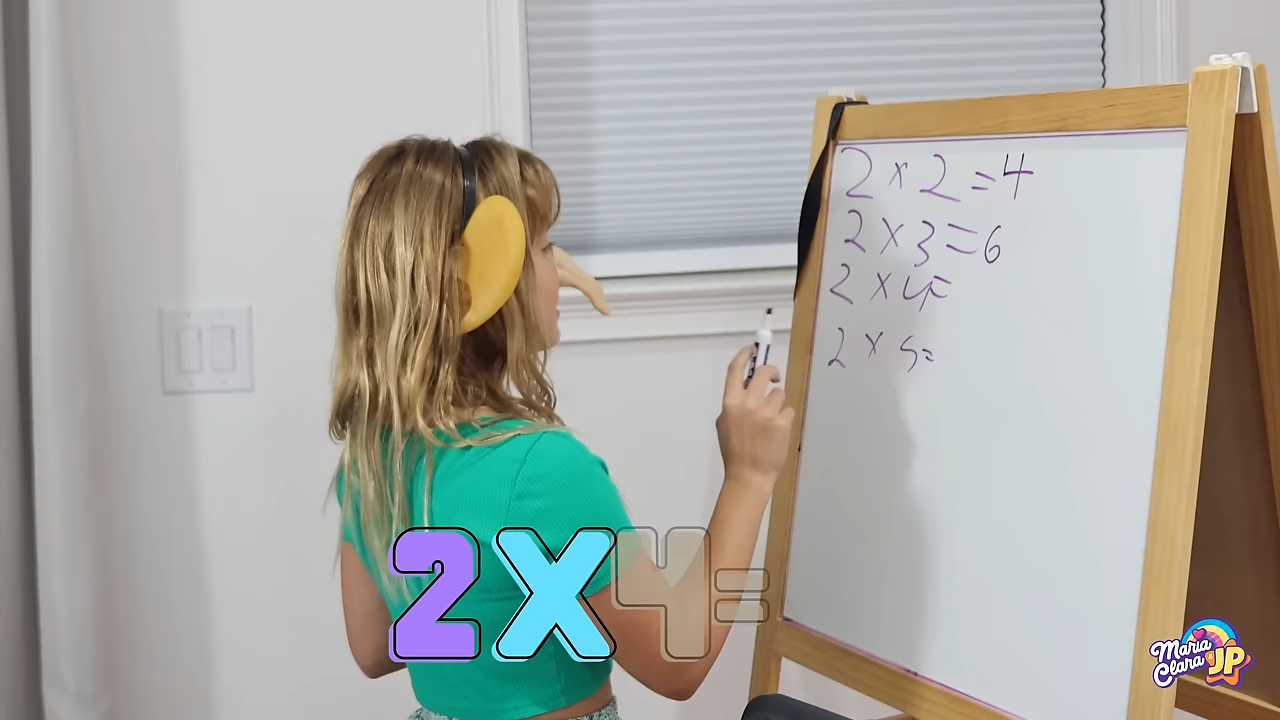 2 x 2 = 4
2 x 3 = 6
2 x 4=
2 x 5=
2X4=
Maria Clara JP